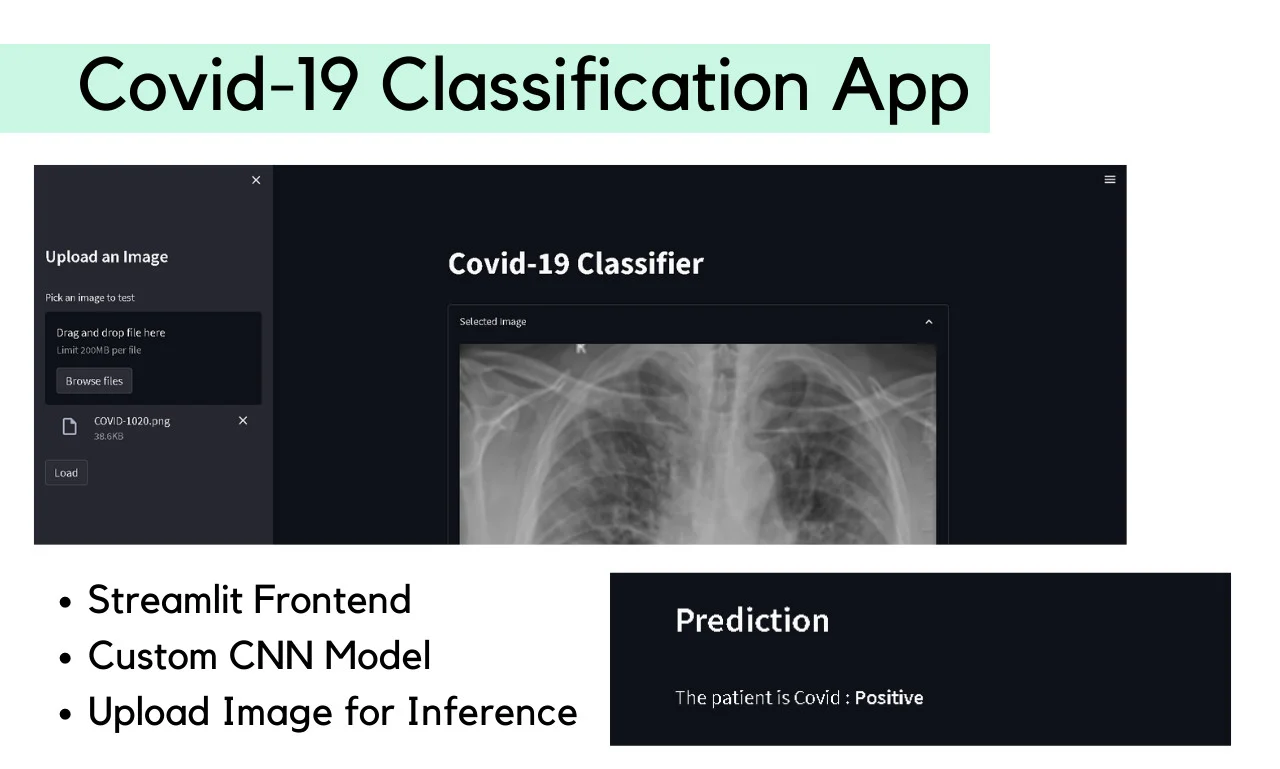 Covid-19 Classification App
Upload an Image
Pick an image to test
Drag and drop file here
Limit 200MB per file
Browse files
COVID-1020.png
38.6KB
Load
Covid-19 Classifier
Selected Image
R
• Streamlit Frontend
• Custom CNN Model
• Upload Image for Inference
Prediction
The patient is Covid : Positive